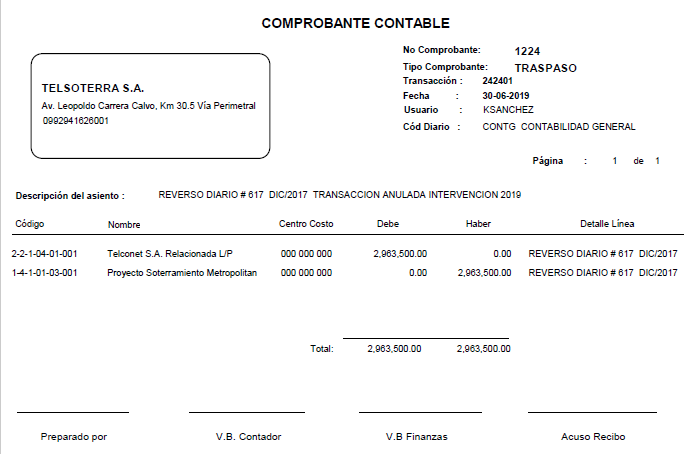 COMPROBANTE CONTABLE
No Comprobante: 1224
Tipo Comprobante: TRASPASO
TELSOTERRA S.A.
Transacción : 242401
Av. Leopoldo Carrera Calvo, Km 30.5 Vía Perimetral
Fecha : 30-06-2019
0992941626001
Usuario : KSANCHEZ
Cód Diario : CONTG CONTABILIDAD GENERAL
Página : 1 de 1
Descripción del asiento : REVERSO DIARIO # 617 DIC/2017 TRANSACCION ANULADA INTERVENCION 2019
Código Nombre Centro Costo Debe Haber Detalle Línea
2-2-1-04-01-001 Telconet S.A. Relacionada L/P 000 000 000 2,963,500.00 0.00 REVERSO DIARIO # 617 DIC/2017
1-4-1-01-03-001 Proyecto Soterramiento Metropolitan 000 000 000 0.00 2,963,500.00 REVERSO DIARIO # 617 DIC/2017
Total: 2,963,500.00 2,963,500.00
Preparado por V.B. Contador V.B Finanzas Acuso Recibo